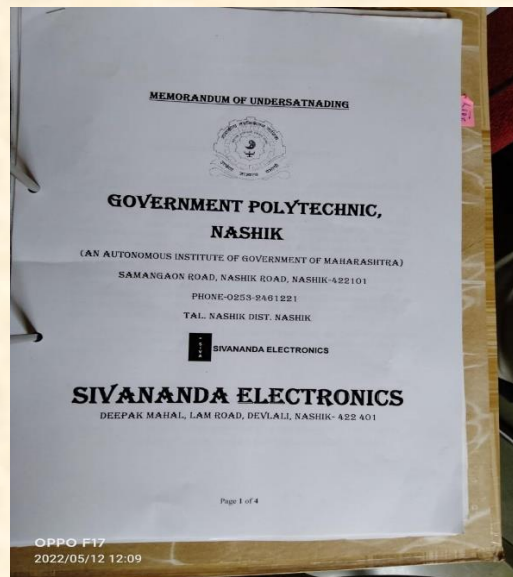 MEMORANDUM OF UNDERSATNADING
GOVERNMENT POLYTECHNIC,
NASHIK
(AN AUTONOMOUS INSTITUTE OF GOVERNMENT OF MAHARASHTRA)
SAMANGAON ROAD, NASHIK ROAD, NASHIK-422101
PHONE-0253-2461221
TAL. NASHIK DIST. NASHIK
SIVANANDA ELECTRONICS
SIVANANDA ELECTRONICS
DEEPAK MAHAL, LAM ROAD, DEVLALI, NASHIK- 422 401
Page 1 of 4
OPPO F17
2022/05/12 12:09